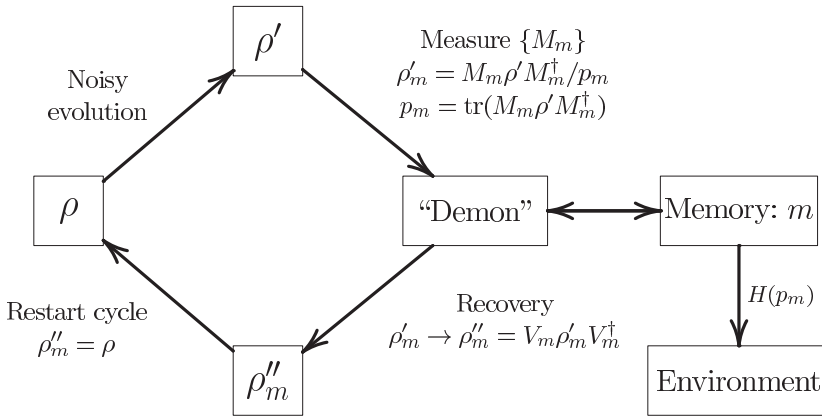 ρ′
Measure {M_m}
ρ′_m = M_m ρ′ M_m^† / p_m
p_m = tr(M_m ρ′ M_m^†)
Noisy
evolution
ρ
“Demon”
Memory: m
Restart cycle
ρ″_m = ρ
Recovery
ρ′_m → ρ″_m = V_m ρ′_m V_m^†
H(p_m)
ρ″_m
Environment